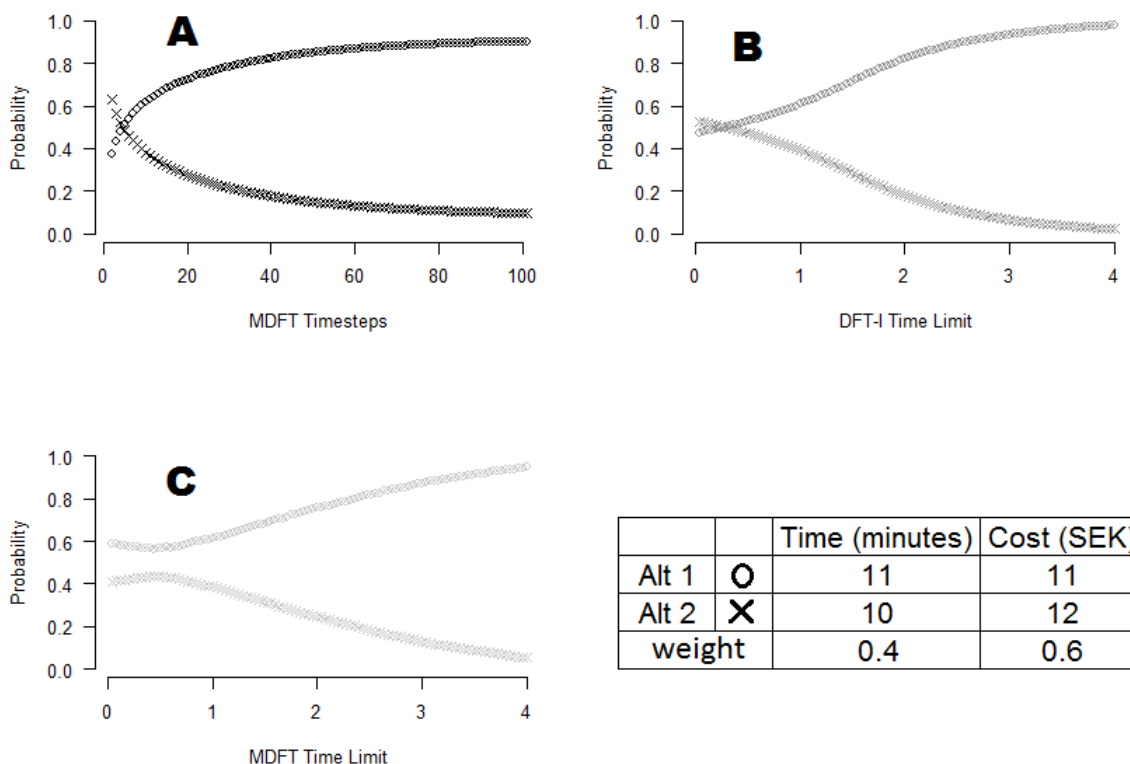 A
1.0
0.8
0.6
0.4
0.2
0.0
Probability
0 20 40 60 80 100
MDFT Timesteps
B
1.0
0.8
0.6
0.4
0.2
0.0
Probability
0 1 2 3 4
DFT-I Time Limit
C
1.0
0.8
0.6
0.4
0.2
0.0
Probability
0 1 2 3 4
MDFT Time Limit
Time (minutes) Cost (SEK)
Alt 1 O 11 11
Alt 2 X 10 12
weight 0.4 0.6